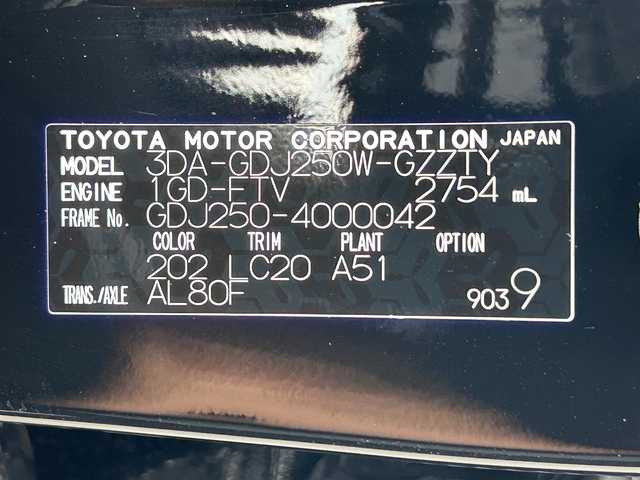 TOYOTA MOTOR CORPORATION JAPAN
MODEL 3DA-GDJ250W-GZZTY
ENGINE 1GD-FTV 2754 mL
FRAME No. GDJ250-4000042
COLOR TRIM PLANT OPTION
202 LC20 A51
TRANS./AXLE AL80F 9039